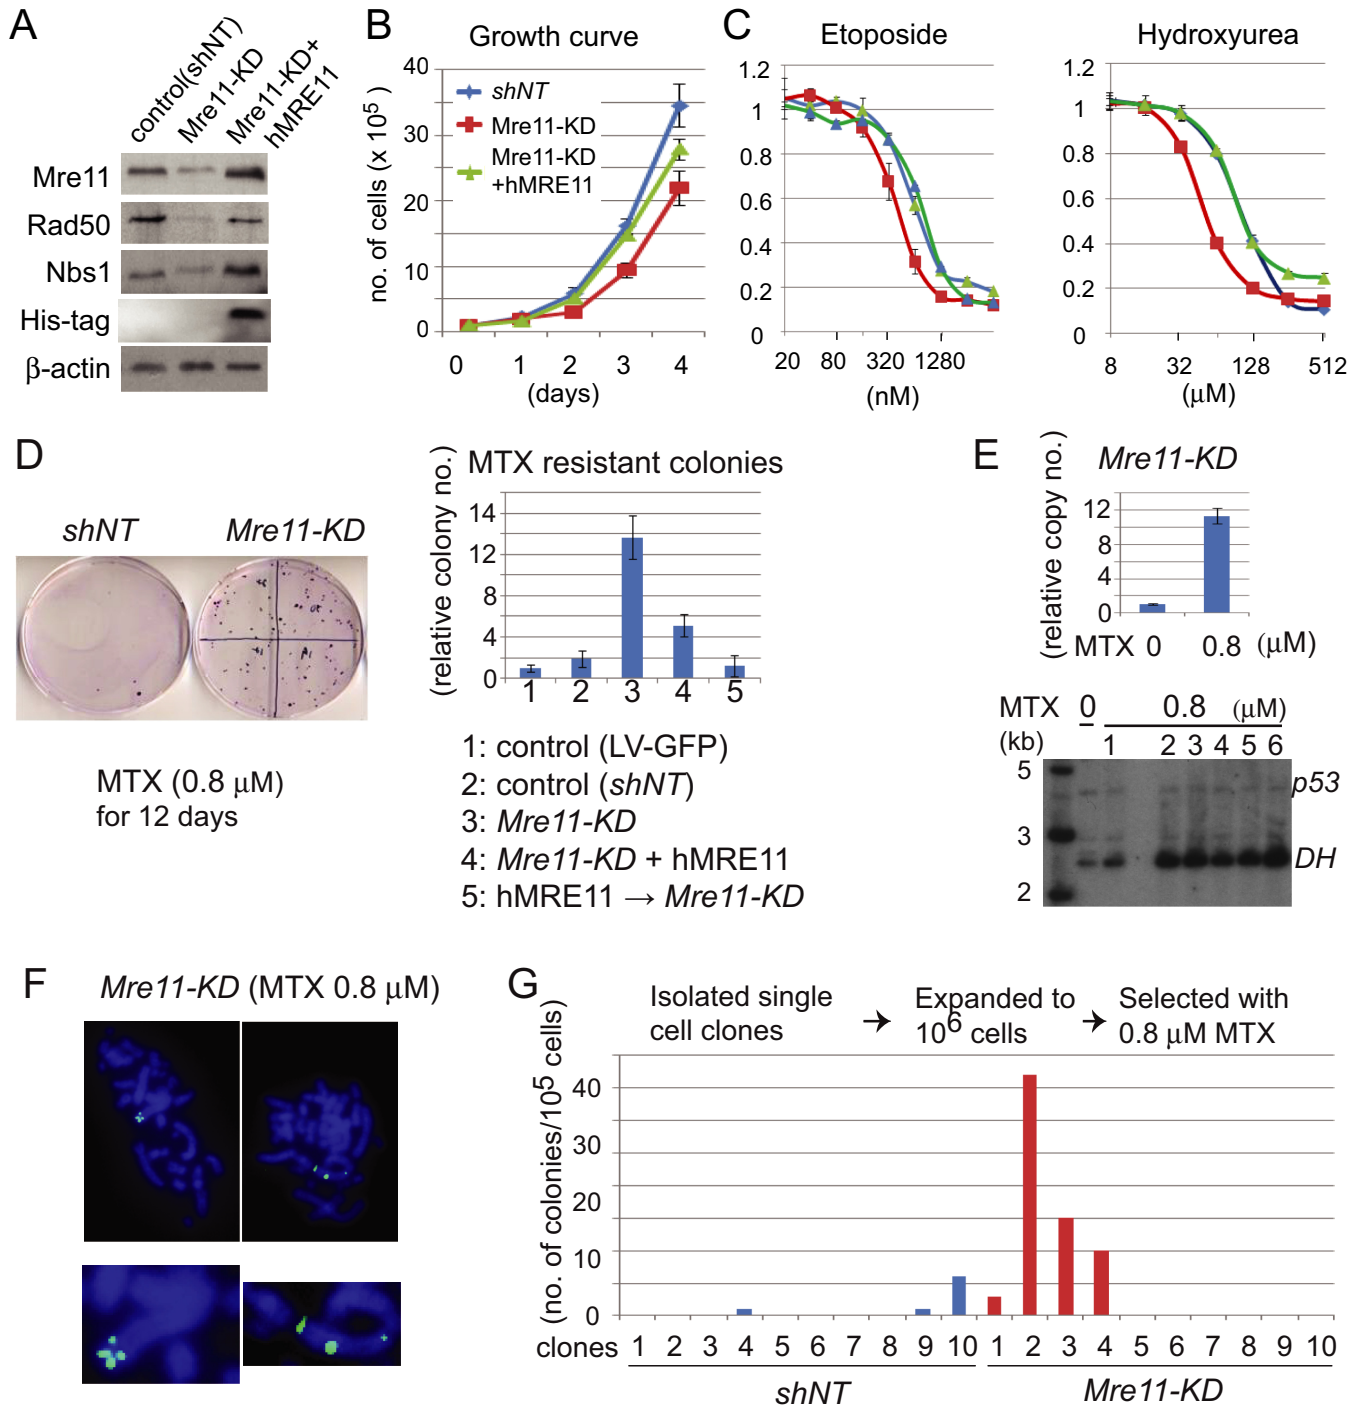 A
control(shNT)
Mre11-KD
Mre11-KD+
hMRE11
Mre11
Rad50
Nbs1
His-tag
β-actin
B
Growth curve
no. of cells (x 10⁵ )
40
30
20
10
0
shNT
Mre11-KD
Mre11-KD
+hMRE11
0 1 2 3 4
(days)
C
Etoposide
1.2
1
0.8
0.6
0.4
0.2
0
20 80 320 1280
(nM)
Hydroxyurea
1.2
1
0.8
0.6
0.4
0.2
0
8 32 128 512
(μM)
D
shNT
Mre11-KD
MTX (0.8 μM)
for 12 days
MTX resistant colonies
(relative colony no.)
14
12
8
4
0
1 2 3 4 5
1: control (LV-GFP)
2: control (shNT)
3: Mre11-KD
4: Mre11-KD + hMRE11
5: hMRE11 → Mre11-KD
E
Mre11-KD
(relative copy no.)
12
8
4
0
MTX 0 0.8 (μM)
MTX 0 0.8 (μM)
(kb) 1 2 3 4 5 6
5
3
2
p53
DH
F
Mre11-KD (MTX 0.8 μM)
G
Isolated single
cell clones
→
Expanded to
10⁶ cells
→
Selected with
0.8 μM MTX
(no. of colonies/10⁵ cells)
40
30
20
10
0
clones 1 2 3 4 5 6 7 8 9 10 1 2 3 4 5 6 7 8 9 10
shNT Mre11-KD